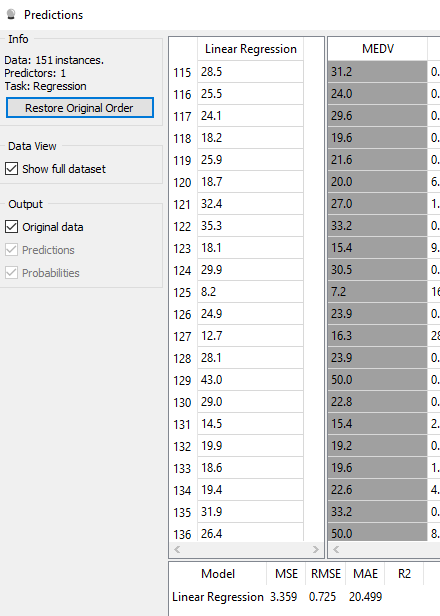 Predictions
Info
Data: 151 instances.
Predictors: 1
Task: Regression
Restore Original Order
Data View
Show full dataset
Output
Original data
Predictions
Probabilities
Linear Regression MEDV
115 28.5 31.2 0.
116 25.5 24.0 0.
117 24.1 29.6 0.
118 18.2 19.6 0.
119 25.9 21.6 0.
120 18.7 20.0 6.
121 32.4 27.0 1.
122 35.3 33.2 0.
123 18.1 15.4 9.
124 29.9 30.5 0.
125 8.2 7.2 16
126 24.9 23.9 0.
127 12.7 16.3 28
128 28.1 23.9 0.
129 43.0 50.0 0.
130 29.0 22.8 0.
131 14.5 15.4 2.
132 19.9 19.2 0.
133 18.6 19.6 1.
134 19.4 22.6 4.
135 31.9 33.2 0.
136 26.4 50.0 8.
Model MSE RMSE MAE R2
Linear Regression 3.359 0.725 20.499